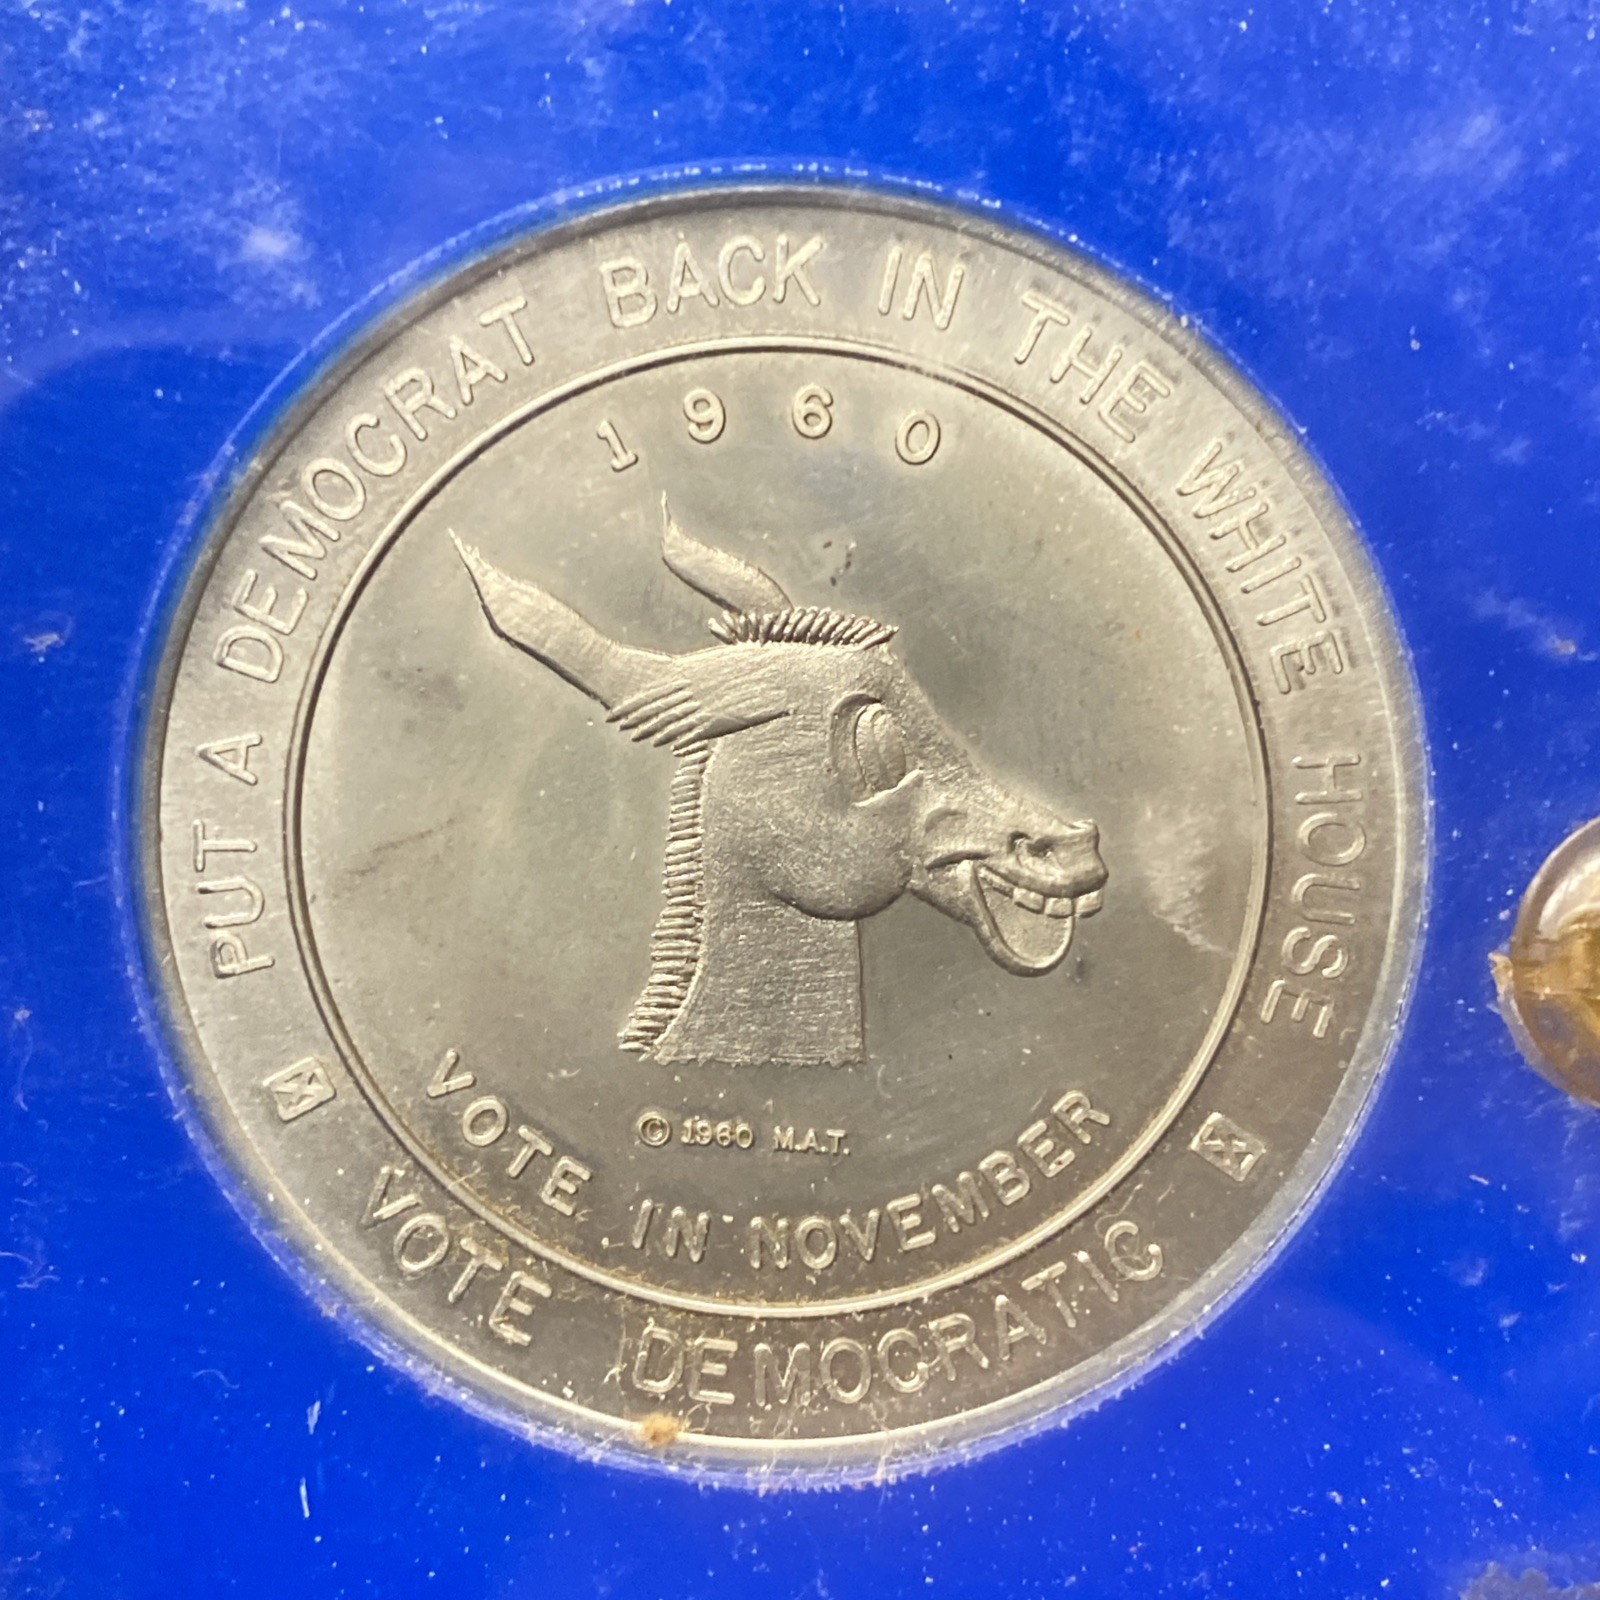 PUT A DEMOCRAT BACK IN THE WHITE HOUSE
1960
© 1960 M.A.T.
VOTE IN NOVEMBER
VOTE DEMOCRATIC